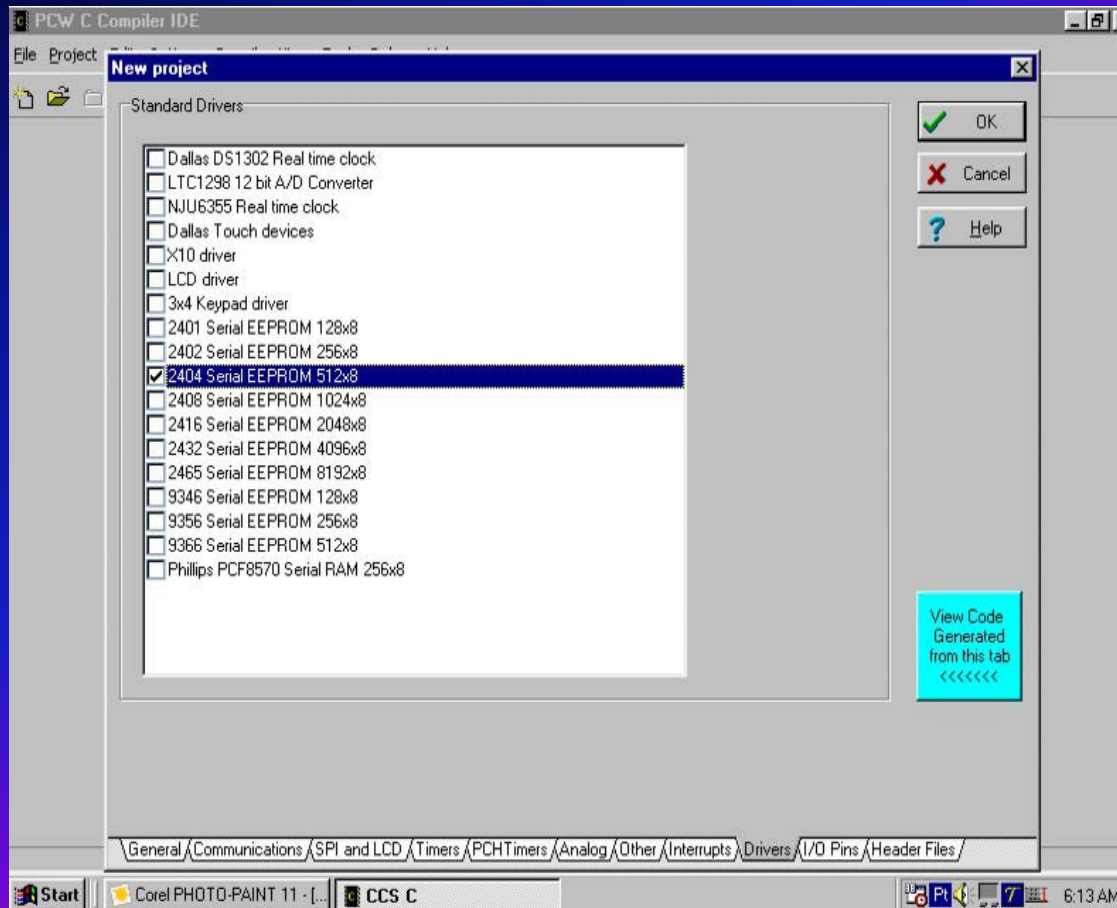 PCW C Compiler IDE
File Project
New project
Standard Drivers
Dallas DS1302 Real time clock
LTC1298 12 bit A/D Converter
NJU6355 Real time clock
Dallas Touch devices
X10 driver
LCD driver
3x4 Keypad driver
2401 Serial EEPROM 128x8
2402 Serial EEPROM 256x8
2404 Serial EEPROM 512x8
2408 Serial EEPROM 1024x8
2416 Serial EEPROM 2048x8
2432 Serial EEPROM 4096x8
2465 Serial EEPROM 8192x8
9346 Serial EEPROM 128x8
9356 Serial EEPROM 256x8
9366 Serial EEPROM 512x8
Phillips PCF8570 Serial RAM 256x8
OK
Cancel
Help
View Code
Generated
from this tab
<<<<<<<
General Communications SPI and LCD Timers PCHTimers Analog Other Interrupts Drivers I/O Pins Header Files
Start Corel PHOTO-PAINT 11 - [... CCS C Pt 6:13 AM